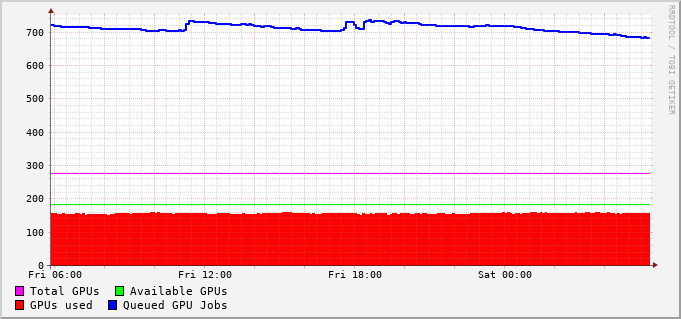 700
600
500
400
300
200
100
0
Fri 06:00 Fri 12:00 Fri 18:00 Sat 00:00
Total GPUs Available GPUs
GPUs used Queued GPU Jobs
RRDTOOL / TOBI OETIKER